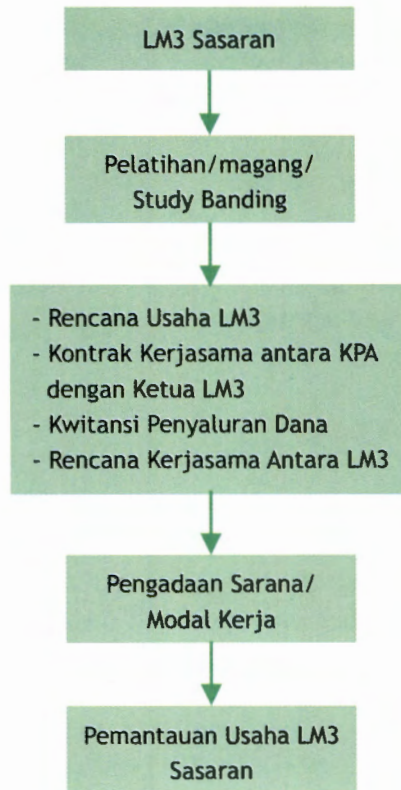 LM3 Sasaran
Pelatihan/magang/
Study Banding
- Rencana Usaha LM3
- Kontrak Kerjasama antara KPA
dengan Ketua LM3
- Kwitansi Penyaluran Dana
- Rencana Kerjasama Antara LM3
Pengadaan Sarana/
Modal Kerja
Pemantauan Usaha LM3
Sasaran